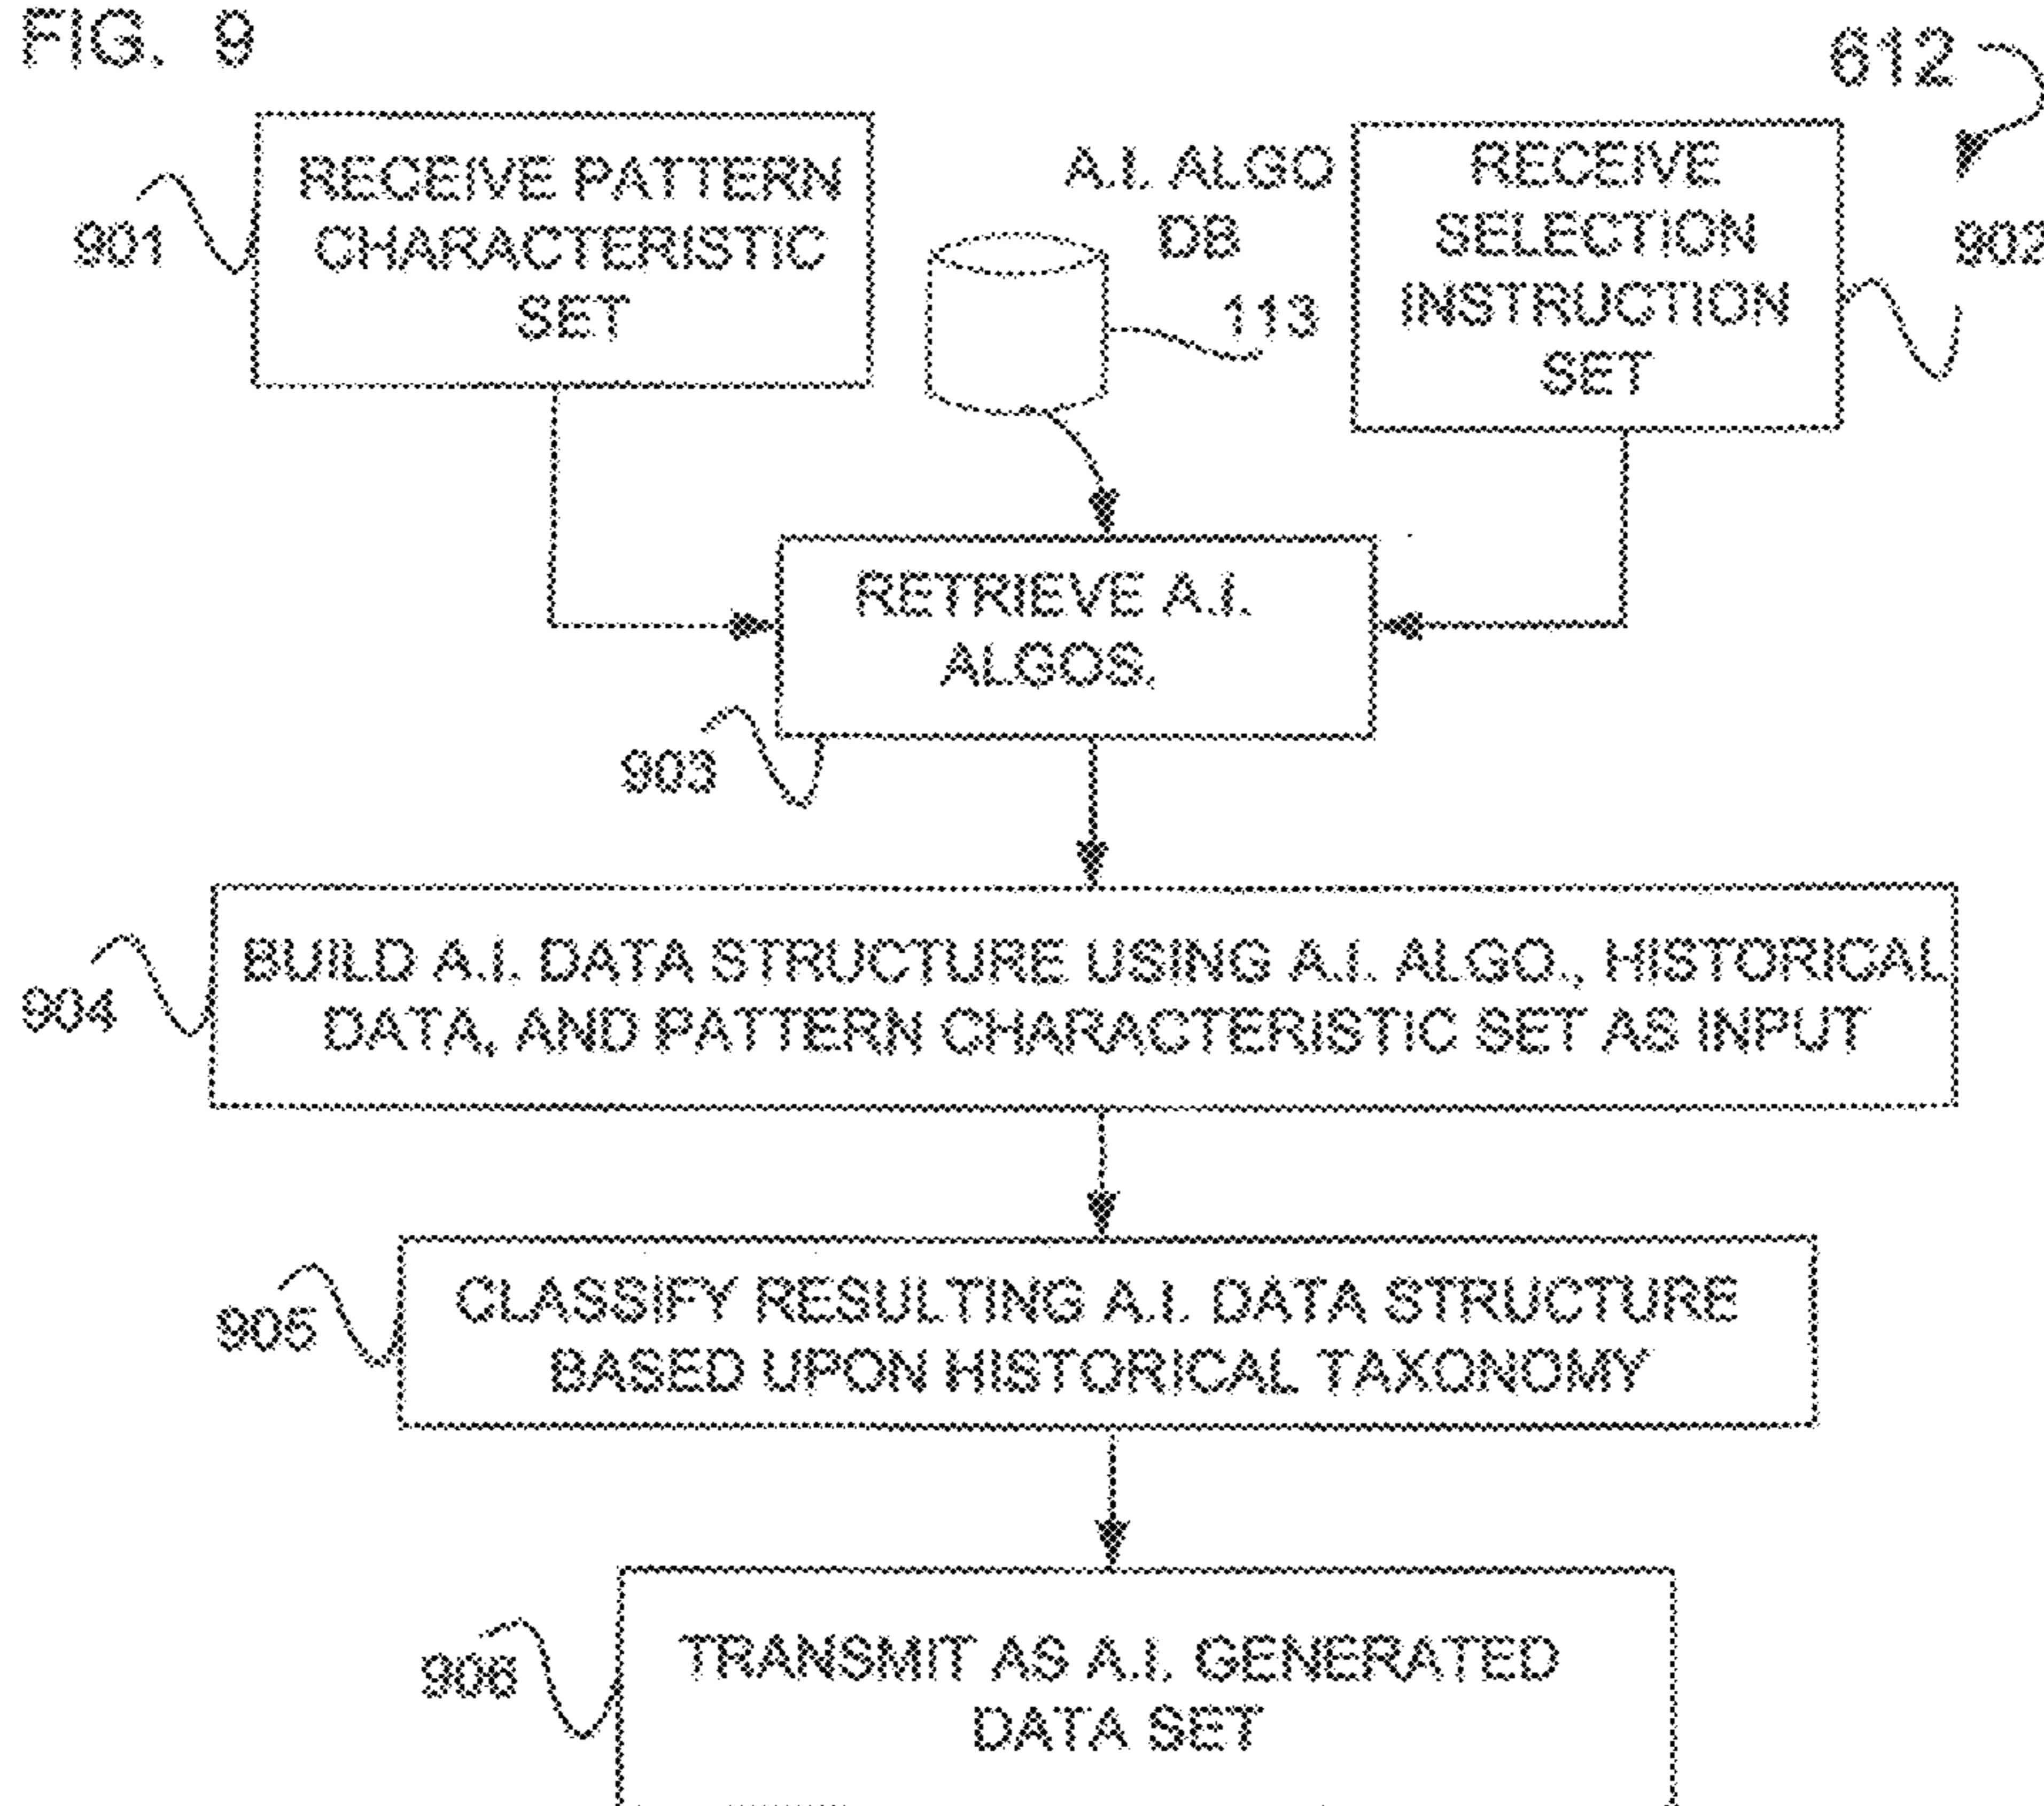 FIG. 9
612
RECEIVE PATTERN
CHARACTERISTIC
SET
901
A.I. ALGO
DB
113
RECEIVE
SELECTION
INSTRUCTION
SET
902
RETRIEVE A.I.
ALGOS.
903
BUILD A.I. DATA STRUCTURE USING A.I. ALGO., HISTORICAL
DATA, AND PATTERN CHARACTERISTIC SET AS INPUT
904
CLASSIFY RESULTING A.I. DATA STRUCTURE
BASED UPON HISTORICAL TAXONOMY
905
TRANSMIT AS A.I. GENERATED
DATA SET
906